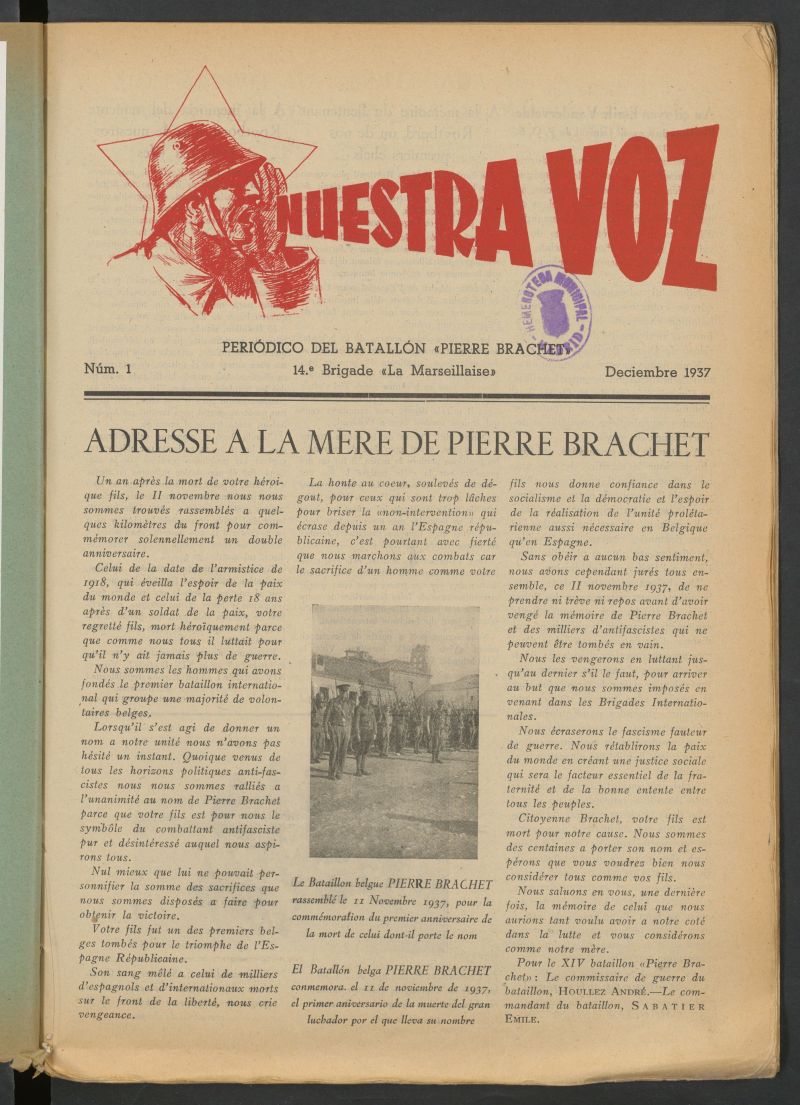 NUESTRA VOZ
HEMEROTECA MUNICIPAL
MADRID
PERIÓDICO DEL BATALLÓN «PIERRE BRACHET»
Núm. 1
14.ª Brigade «La Marseillaise»
Deciembre 1937
ADRESSE A LA MERE DE PIERRE BRACHET
Un an après la mort de votre héroi-
que fils, le II novembre nous nous
sommes trouvés rassemblés a quel-
ques kilomètres du front pour com-
mémorer solennellement un double
anniversaire.
Celui de la date de l'armistice de
1918, qui éveilla l'espoir de la paix
du monde et celui de la perte 18 ans
après d'un soldat de la paix, votre
regretté fils, mort héroïquement parce
que comme nous tous il luttait pour
qu'il n'y ait jamais plus de guerre.
Nous sommes les hommes qui avons
fondés le premier bataillon internatio-
nal qui groupe une majorité de volon-
taires belges.
Lorsqu'il s'est agi de donner un
nom a notre unité nous n'avons pas
hésité un instant. Quoique venus de
tous les horisons politiques anti-fas-
cistes nous nous sommes ralliés a
l'unanimité au nom de Pierre Brachet
parce que votre fils est pour nous le
symbôle du combattant antifasciste
pur et désintéressé auquel nous aspi-
rons tous.
Nul mieux que lui ne pouvait per-
sonnifier la somme des sacrifices que
nous sommes disposés a faire pour
obtenir la victoire.
Votre fils fut un des premiers bel-
ges tombés pour le triomphe de l'Es-
pagne Républicaine.
Son sang mêlé a celui de milliers
d'espagnols et d'internationaux morts
sur le front de la liberté, nous crie
vengeance.
La honte au coeur, soulevés de dé-
gout, pour ceux qui sont trop lâches
pour briser la «non-intervention» qui
écrase depuis un an l'Espagne répu-
blicaine, c'est pourtant avec fierté
que nous marchons aux combats car
le sacrifice d'un homme comme votre
Le Bataillon belgue PIERRE BRACHET
rassemblé le 11 Novembre 1937, pour la
commémoration du premier anniversaire de
la mort de celui dont-il porte le nom
El Batallón belga PIERRE BRACHET
conmemora. el 11 de noviembre de 1937,
el primer aniversario de la muerte del gran
luchador por el que lleva su nombre
fils nous donne confiance dans le
socialisme et la démocratie et l'espoir
de la réalisation de l'unité proléta-
rienne aussi nécessaire en Belgique
qu'en Espagne.
Sans obéir a aucun bas sentiment,
nous avons cependant jurés tous en-
semble, ce II novembre 1937, de ne
prendre ni trève ni repos avant d'avoir
vengé la mémoire de Pierre Brachet
et des milliers d'antifascistes qui ne
peuvent être tombés en vain.
Nous les vengerons en luttant jus-
qu'au dernier s'il le faut, pour arriver
au but que nous sommes imposés en
venant dans les Brigades Internatio-
nales.
Nous écraserons le fascisme fauteur
de guerre. Nous rétablirons la paix
du monde en créant une justice sociale
qui sera le facteur essentiel de la fra-
ternité et de la bonne entente entre
tous les peuples.
Citoyenne Brachet, votre fils est
mort pour notre cause. Nous sommes
des centaines a porter son nom et es-
pérons que vous voudrez bien nous
considérer tous comme vos fils.
Nous saluons en vous, une dernière
fois, la mémoire de celui que nous
aurions tant voulu avoir a notre coté
dans la lutte et vous considérons
comme notre mère.
Pour le XIV bataillon «Pierre Bra-
chet»: Le commissaire de guerre du
bataillon, HOULLEZ ANDRÉ.—Le com-
mandant du bataillon, SABATIER
EMILE.